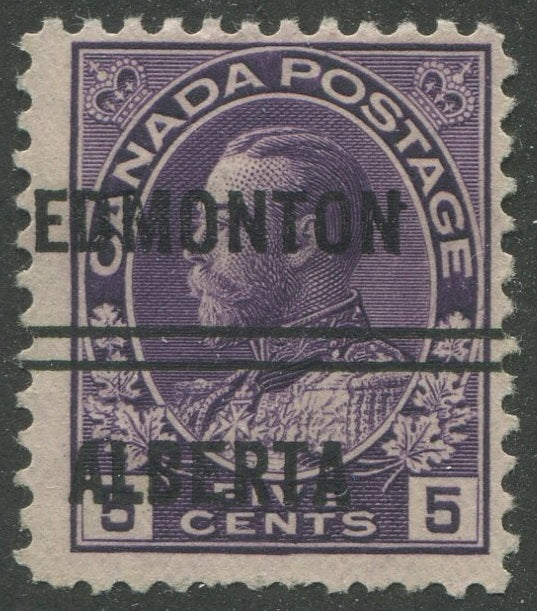 CANADA POSTAGE
EDMONTON
ALBERTA
5 CENTS 5